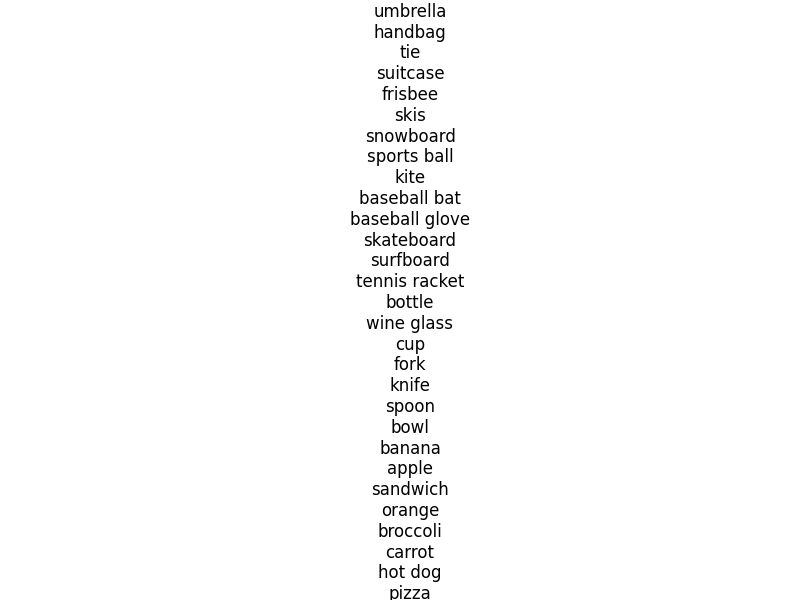 umbrella
handbag
tie
suitcase
frisbee
skis
snowboard
sports ball
kite
baseball bat
baseball glove
skateboard
surfboard
tennis racket
bottle
wine glass
cup
fork
knife
spoon
bowl
banana
apple
sandwich
orange
broccoli
carrot
hot dog
pizza